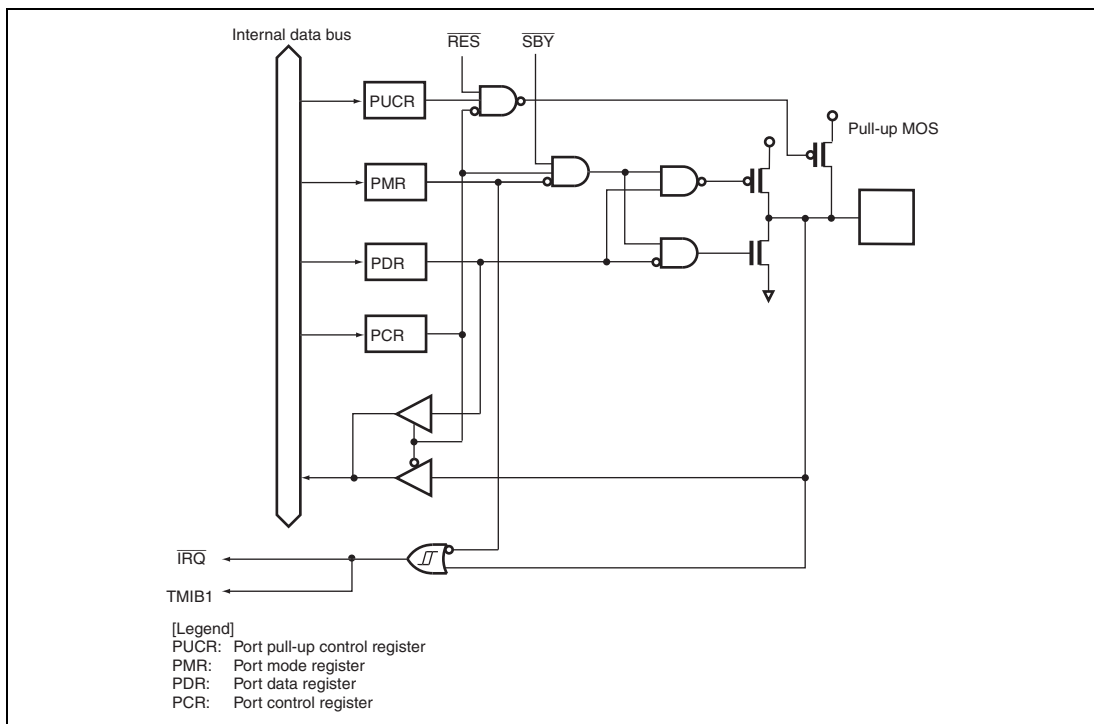 Internal data bus
RES
SBY
PUCR
Pull-up MOS
PMR
PDR
PCR
IRQ
TMIB1
[Legend]
PUCR: Port pull-up control register
PMR: Port mode register
PDR: Port data register
PCR: Port control register